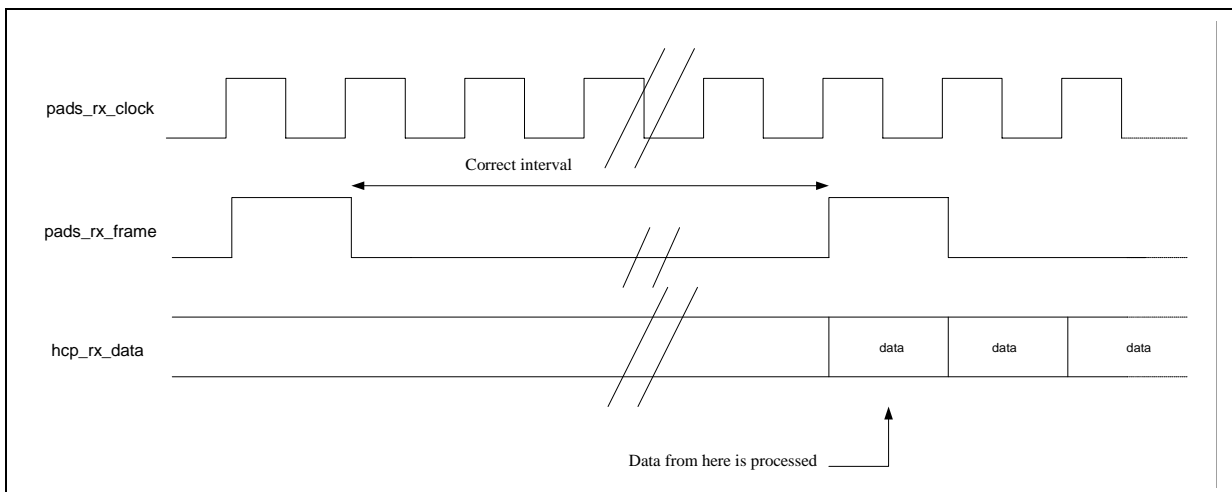 pads_rx_clock
Correct interval
pads_rx_frame
hcp_rx_data
data
data
data
Data from here is processed